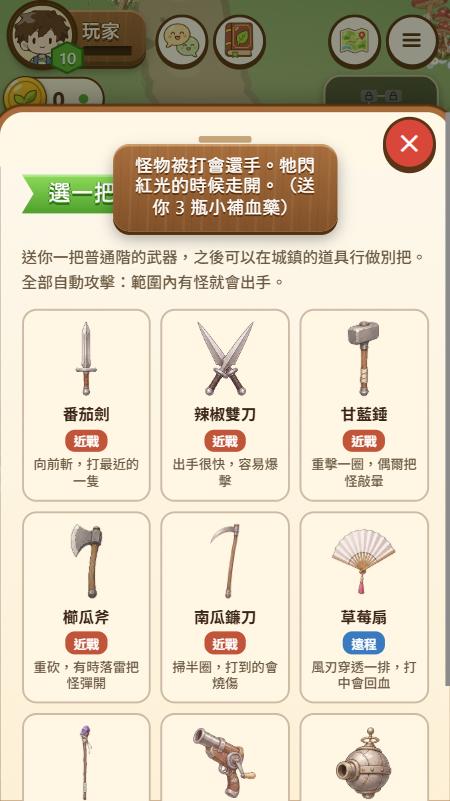 玩家
10
0
怪物被打會還手。牠閃
紅光的時候走開。（送
你 3 瓶小補血藥）
選一把
送你一把普通階的武器，之後可以在城鎮的道具行做別把。
全部自動攻擊：範圍內有怪就會出手。
番茄劍
近戰
向前斬，打最近的
一隻
辣椒雙刀
近戰
出手很快，容易爆
擊
甘藍錘
近戰
重擊一圈，偶爾把
怪敲暈
櫛瓜斧
近戰
重砍，有時落雷把
怪彈開
南瓜鐮刀
近戰
掃半圈，打到的會
燒傷
草莓扇
遠程
風刃穿透一排，打
中會回血